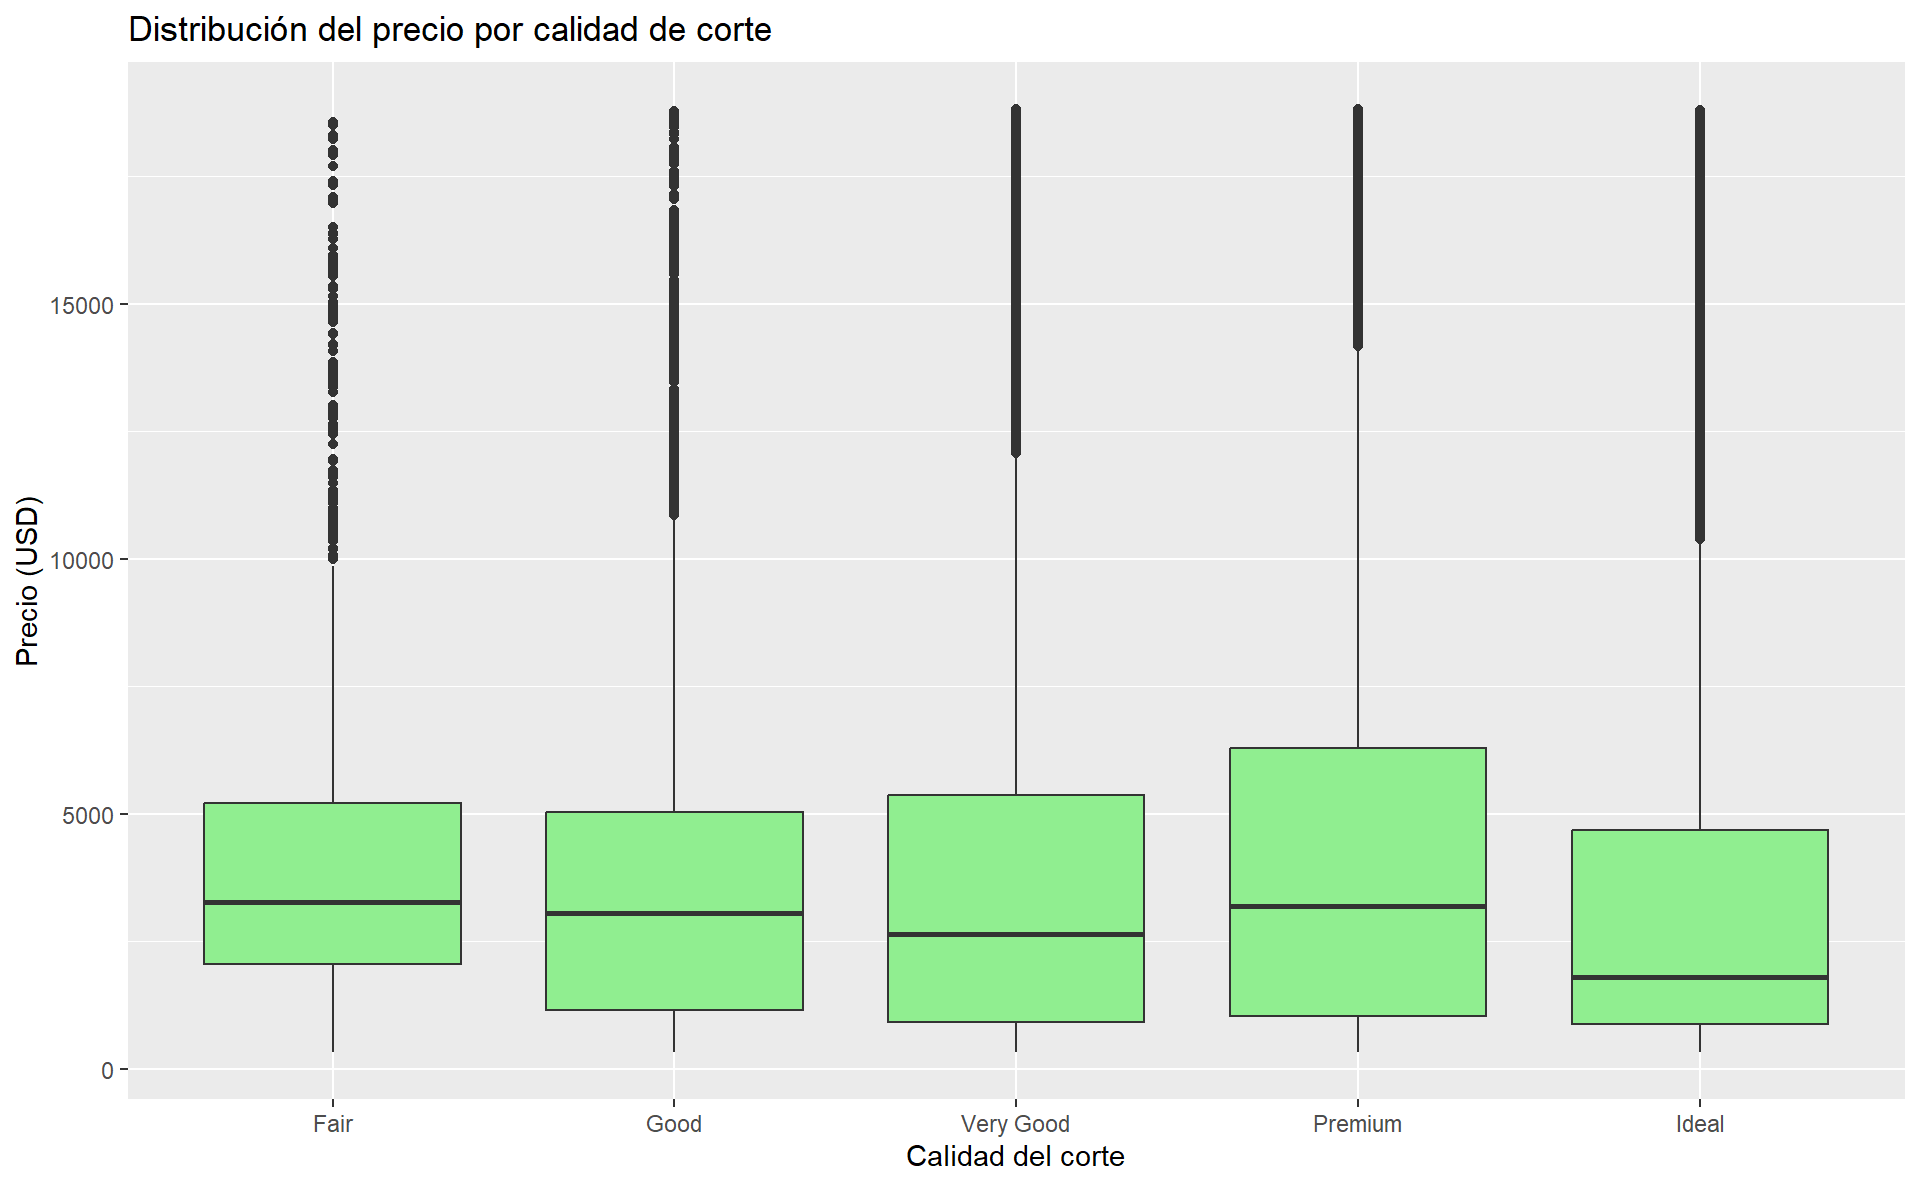 Distribución del precio por calidad de corte
Precio (USD)
15000
10000
5000
0
Fair
Good
Very Good
Premium
Ideal
Calidad del corte